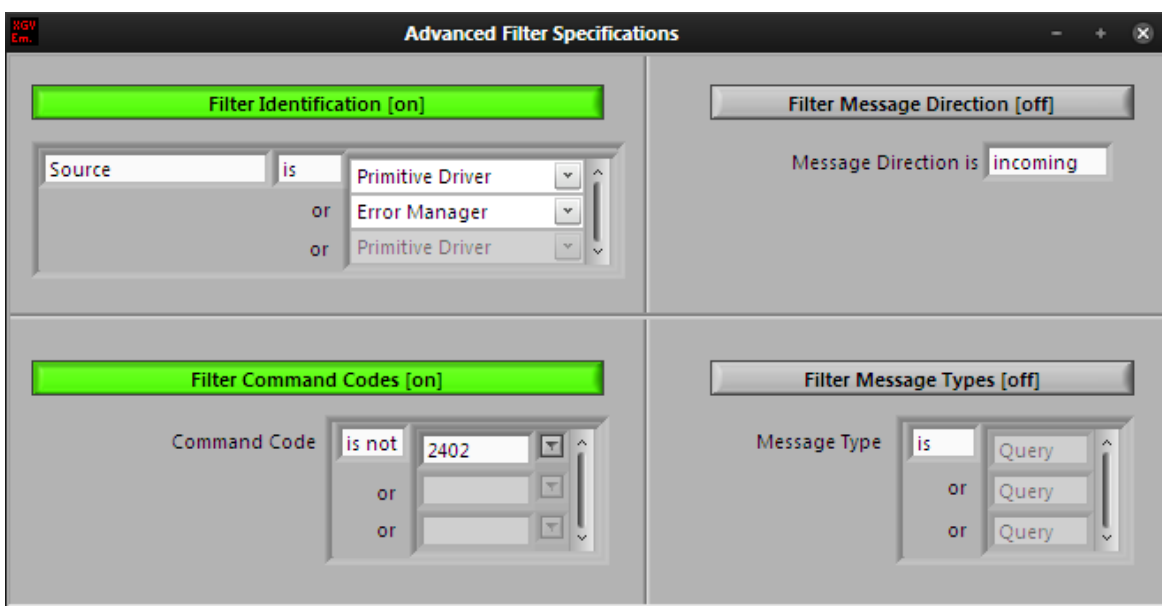 XGV
Em.
Advanced Filter Specifications
Filter Identification [on]
Source is Primitive Driver
or Error Manager
or Primitive Driver
Filter Message Direction [off]
Message Direction is incoming
Filter Command Codes [on]
Command Code is not 2402
or
or
Filter Message Types [off]
Message Type is Query
or Query
or Query